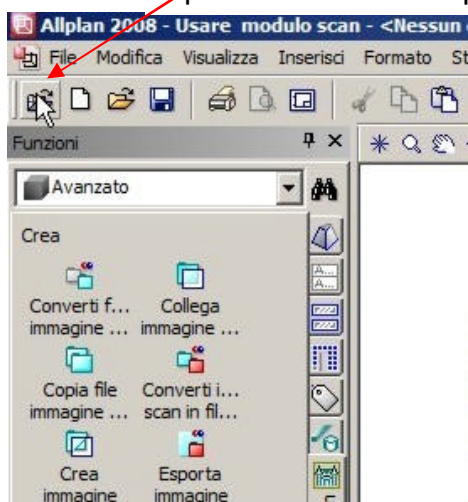 Allplan 2008 - Usare modulo scan - <Nessun
File Modifica Visualizza Inserisci Formato St
Funzioni
Avanzato
Crea
Converti f... Collega
immagine ... immagine ...
Copia file Converti i...
immagine ... scan in fil...
Crea Esporta
immagine immagine